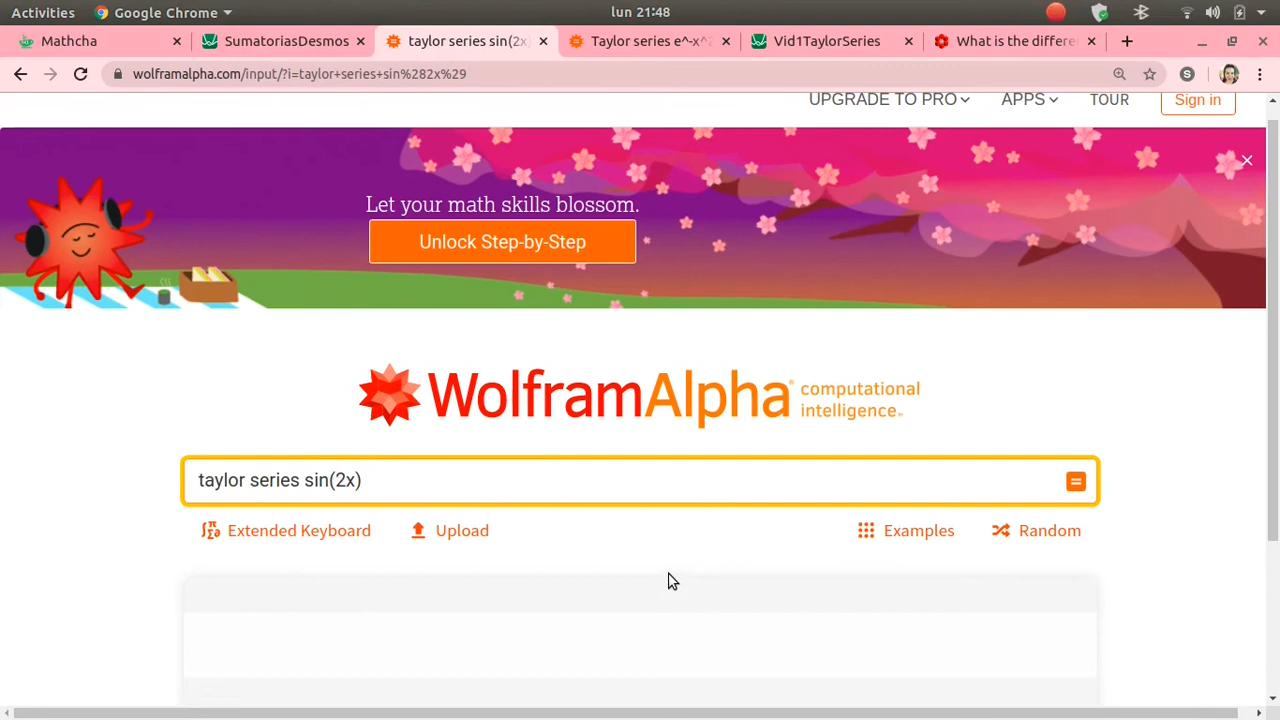 Activities Google Chrome lun 21:48
Mathcha SumatoriasDesmos taylor series sin(2x) Taylor series e^-x^2 Vid1TaylorSeries What is the differe
wolframalpha.com/input/?i=taylor+series+sin%282x%29 S
UPGRADE TO PRO APPS TOUR Sign in
Let your math skills blossom.
Unlock Step-by-Step
WolframAlpha computational
intelligence.
taylor series sin(2x) =
Extended Keyboard Upload Examples Random